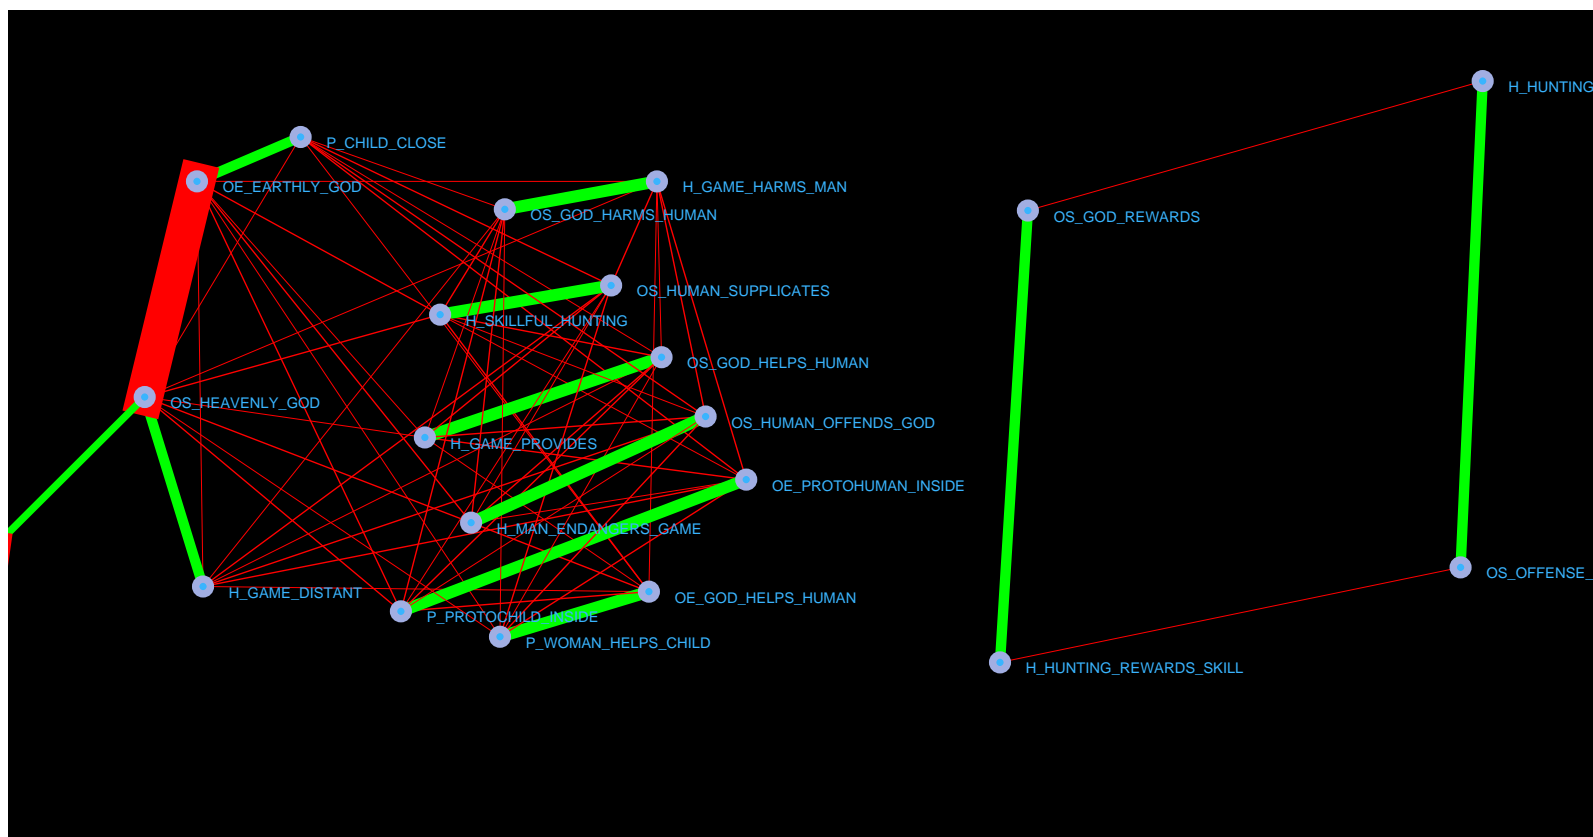 H_HUNTING
P_CHILD_CLOSE
OE_EARTHLY_GOD
H_GAME_HARMS_MAN
OS_GOD_HARMS_HUMAN
OS_GOD_REWARDS
OS_HUMAN_SUPPLICATES
H_SKILLFUL_HUNTING
OS_GOD_HELPS_HUMAN
OS_HEAVENLY_GOD
OS_HUMAN_OFFENDS_GOD
H_GAME_PROVIDES
OE_PROTOHUMAN_INSIDE
H_MAN_ENDANGERS_GAME
OS_OFFENSE_
H_GAME_DISTANT
OE_GOD_HELPS_HUMAN
P_PROTOCHILD_INSIDE
P_WOMAN_HELPS_CHILD
H_HUNTING_REWARDS_SKILL